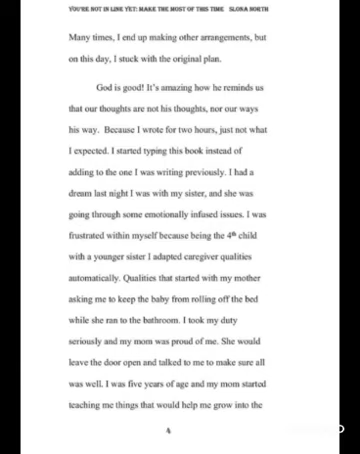 YOU'RE NOT IN LINE YET: MAKE THE MOST OF THIS TIME SLOSA NORTH
Many times, I end up making other arrangements, but
on this day, I stuck with the original plan.
God is good! It's amazing how he reminds us
that our thoughts are not his thoughts, nor our ways
his way. Because I wrote for two hours, just not what
I expected. I started typing this book instead of
adding to the one I was writing previously. I had a
dream last night I was with my sister, and she was
going through some emotionally infused issues. I was
frustrated within myself because being the 4th child
with a younger sister I adapted caregiver qualities
automatically. Qualities that started with my mother
asking me to keep the baby from rolling off the bed
while she ran to the bathroom. I took my duty
seriously and my mom was proud of me. She would
leave the door open and talked to me to make sure all
was well. I was five years of age and my mom started
teaching me things that would help me grow into the
4